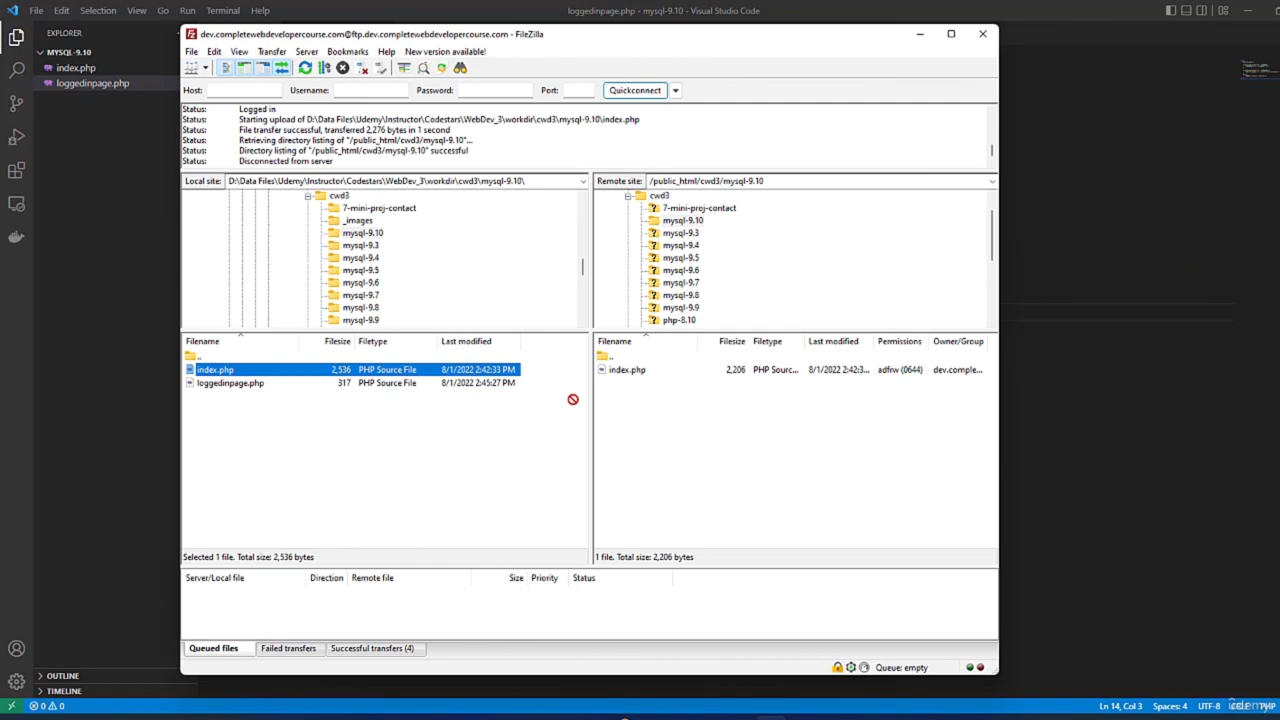 File Edit Selection View Go Run Terminal Help loggedinpage.php - mysql-9.10 - Visual Studio Code
EXPLORER
MYSQL-9.10
index.php
loggedinpage.php
OUTLINE
TIMELINE
dev.completewebdevelopercourse.com@ftp.dev.completewebdevelopercourse.com - FileZilla
File Edit View Transfer Server Bookmarks Help New version available!
Host: Username: Password: Port: Quickconnect
Status: Logged in
Status: Starting upload of D:\Data Files\Udemy\Instructor\Codestars\WebDev_3\workdir\cwd3\mysql-9.10\index.php
Status: File transfer successful, transferred 2,276 bytes in 1 second
Status: Retrieving directory listing of "/public_html/cwd3/mysql-9.10"...
Status: Directory listing of "/public_html/cwd3/mysql-9.10" successful
Status: Disconnected from server
Local site: D:\Data Files\Udemy\Instructor\Codestars\WebDev_3\workdir\cwd3\mysql-9.10\
cwd3
7-mini-proj-contact
_images
mysql-9.10
mysql-9.3
mysql-9.4
mysql-9.5
mysql-9.6
mysql-9.7
mysql-9.8
mysql-9.9
Filename Filesize Filetype Last modified
..
index.php 2,536 PHP Source File 8/1/2022 2:42:33 PM
loggedinpage.php 317 PHP Source File 8/1/2022 2:45:27 PM
Selected 1 file. Total size: 2,536 bytes
Remote site: /public_html/cwd3/mysql-9.10
cwd3
7-mini-proj-contact
mysql-9.10
mysql-9.3
mysql-9.4
mysql-9.5
mysql-9.6
mysql-9.7
mysql-9.8
mysql-9.9
php-8.10
Filename Filesize Filetype Last modified Permissions Owner/Group
..
index.php 2,206 PHP Sourc... 8/1/2022 2:42:3... adfrw (0644) dev.comple...
1 file. Total size: 2,206 bytes
Server/Local file Direction Remote file Size Priority Status
Queued files Failed transfers Successful transfers (4)
Queue: empty
0 0 Ln 14, Col 3 Spaces: 4 UTF-8 PHP
udemy